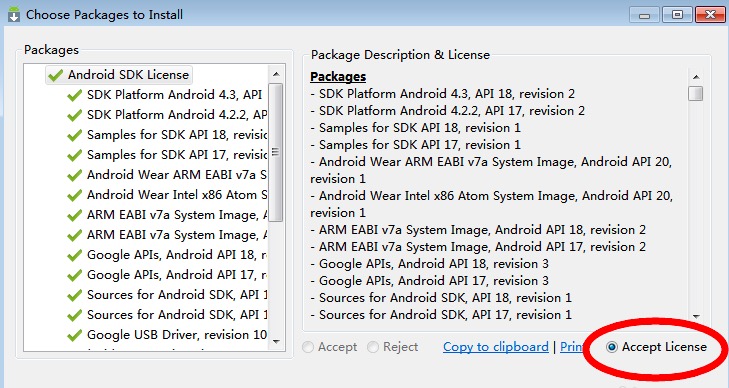 Choose Packages to Install
Packages
Android SDK License
SDK Platform Android 4.3, API
SDK Platform Android 4.2.2, API
Samples for SDK API 18,
Samples for SDK API 17,
Android Wear ARM EABI v7a
Android Wear Intel x86 Atom
ARM EABI v7a System Image,
ARM EABI v7a System Image,
Google APIs, Android API 18,
Google APIs, Android API 17,
Sources for Android SDK, API
Sources for Android SDK, API
Google USB Driver, revision 10
Package Description & License
Packages
- SDK Platform Android 4.3, API 18, revision 2
- SDK Platform Android 4.2.2, API 17, revision 2
- Samples for SDK API 18, revision 1
- Samples for SDK API 17, revision 1
- Android Wear ARM EABI v7a System Image, Android API 20,
revision 1
- Android Wear Intel x86 Atom System Image, Android API 20,
revision 1
- ARM EABI v7a System Image, Android API 18, revision 2
- ARM EABI v7a System Image, Android API 17, revision 2
- Google APIs, Android API 18, revision 3
- Google APIs, Android API 17, revision 3
- Sources for Android SDK, API 18, revision 1
- Sources for Android SDK, API 17, revision 1
Accept Reject Copy to clipboard | Print Accept License